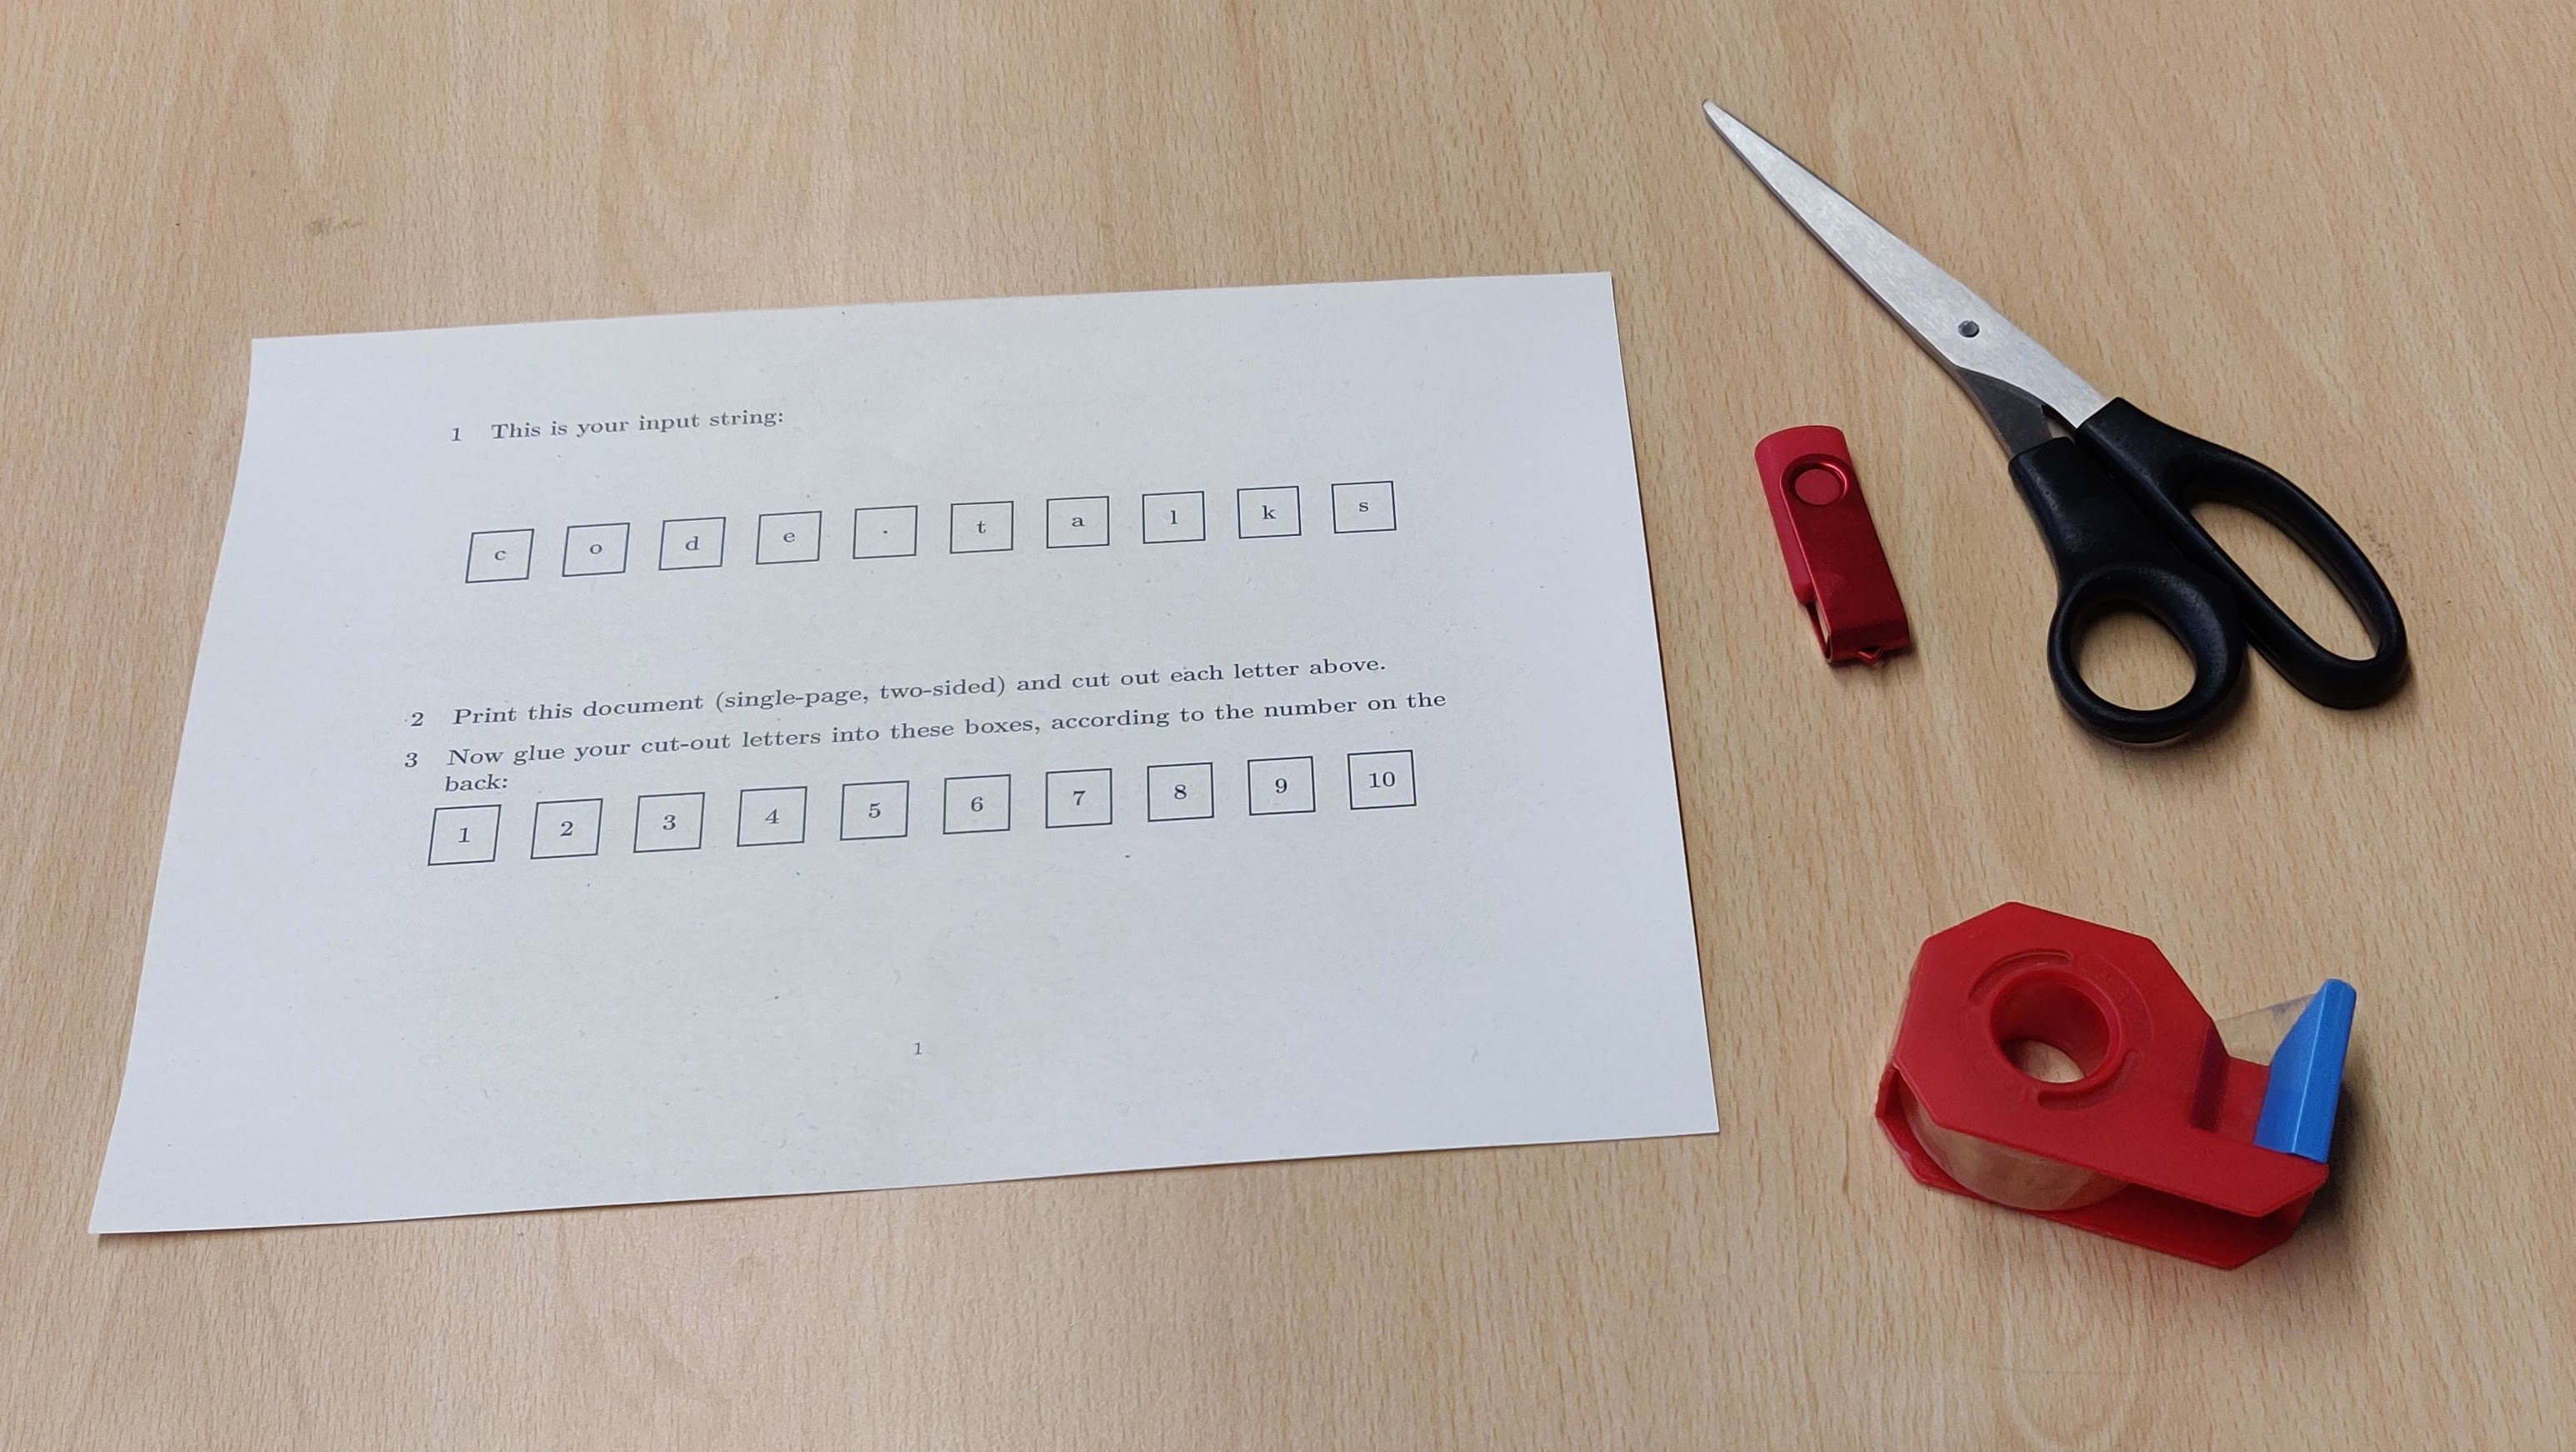 1 This is your input string:
c o d e . t a l k s
2 Print this document (single-page, two-sided) and cut out each letter above.
3 Now glue your cut-out letters into these boxes, according to the number on the
back:
1 2 3 4 5 6 7 8 9 10
1